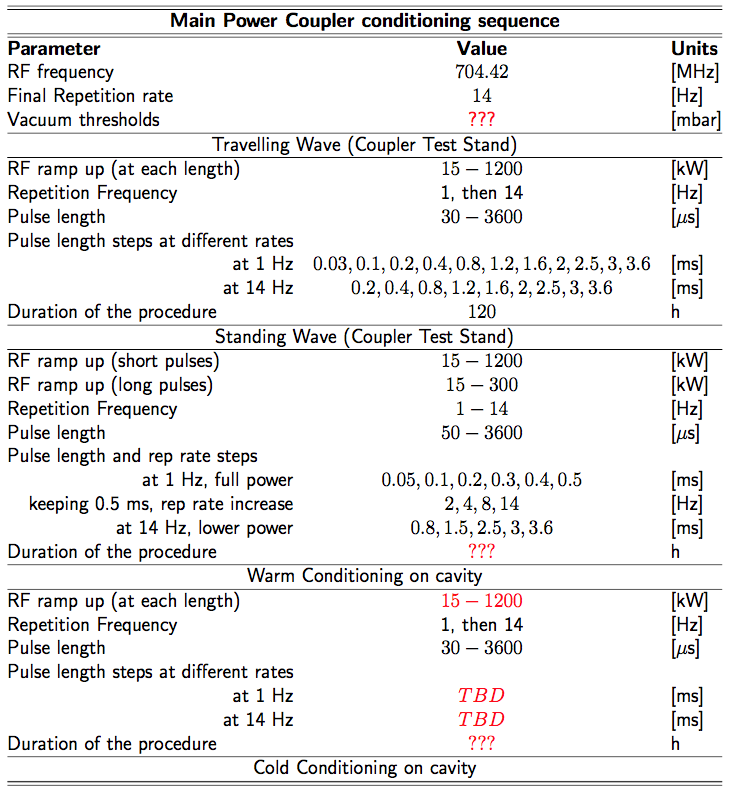 Main Power Coupler conditioning sequence
Parameter Value Units
RF frequency 704.42 [MHz]
Final Repetition rate 14 [Hz]
Vacuum thresholds ??? [mbar]
Travelling Wave (Coupler Test Stand)
RF ramp up (at each length) 15 − 1200 [kW]
Repetition Frequency 1, then 14 [Hz]
Pulse length 30 − 3600 [μs]
Pulse length steps at different rates
at 1 Hz 0.03, 0.1, 0.2, 0.4, 0.8, 1.2, 1.6, 2, 2.5, 3, 3.6 [ms]
at 14 Hz 0.2, 0.4, 0.8, 1.2, 1.6, 2, 2.5, 3, 3.6 [ms]
Duration of the procedure 120 h
Standing Wave (Coupler Test Stand)
RF ramp up (short pulses) 15 − 1200 [kW]
RF ramp up (long pulses) 15 − 300 [kW]
Repetition Frequency 1 − 14 [Hz]
Pulse length 50 − 3600 [μs]
Pulse length and rep rate steps
at 1 Hz, full power 0.05, 0.1, 0.2, 0.3, 0.4, 0.5 [ms]
keeping 0.5 ms, rep rate increase 2, 4, 8, 14 [Hz]
at 14 Hz, lower power 0.8, 1.5, 2.5, 3, 3.6 [ms]
Duration of the procedure ??? h
Warm Conditioning on cavity
RF ramp up (at each length) 15 − 1200 [kW]
Repetition Frequency 1, then 14 [Hz]
Pulse length 30 − 3600 [μs]
Pulse length steps at different rates
at 1 Hz TBD [ms]
at 14 Hz TBD [ms]
Duration of the procedure ??? h
Cold Conditioning on cavity